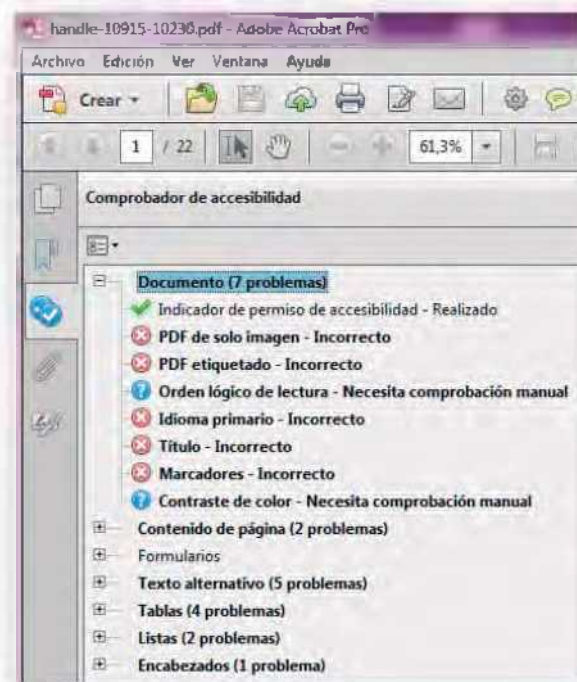 handle-10915-10230.pdf - Adobe Acrobat Pro
Archivo Edición Ver Ventana Ayuda
Crear
1 / 22 61,3%
Comprobador de accesibilidad
Documento (7 problemas)
Indicador de permiso de accesibilidad - Realizado
PDF de solo imagen - Incorrecto
PDF etiquetado - Incorrecto
Orden lógico de lectura - Necesita comprobación manual
Idioma primario - Incorrecto
Título - Incorrecto
Marcadores - Incorrecto
Contraste de color - Necesita comprobación manual
Contenido de página (2 problemas)
Formularios
Texto alternativo (5 problemas)
Tablas (4 problemas)
Listas (2 problemas)
Encabezados (1 problema)